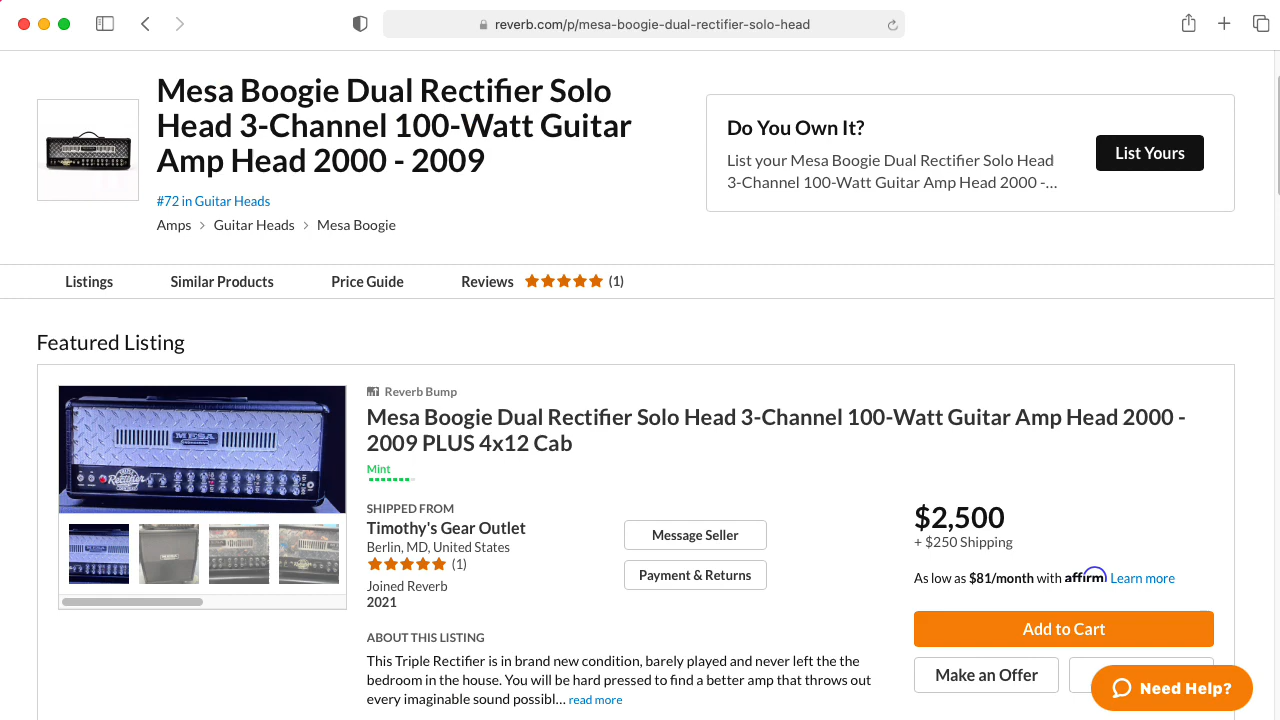 reverb.com/p/mesa-boogie-dual-rectifier-solo-head
Mesa Boogie Dual Rectifier Solo
Head 3-Channel 100-Watt Guitar
Amp Head 2000 - 2009
#72 in Guitar Heads
Amps > Guitar Heads > Mesa Boogie
Do You Own It?
List your Mesa Boogie Dual Rectifier Solo Head
3-Channel 100-Watt Guitar Amp Head 2000 -...
List Yours
Listings
Similar Products
Price Guide
Reviews (1)
Featured Listing
MESA
Rectifier
Reverb Bump
Mesa Boogie Dual Rectifier Solo Head 3-Channel 100-Watt Guitar Amp Head 2000 -
2009 PLUS 4x12 Cab
Mint
SHIPPED FROM
Timothy's Gear Outlet
Berlin, MD, United States
(1)
Joined Reverb
2021
Message Seller
Payment & Returns
$2,500
+ $250 Shipping
As low as $81/month with affirm Learn more
Add to Cart
Make an Offer
ABOUT THIS LISTING
This Triple Rectifier is in brand new condition, barely played and never left the the
bedroom in the house. You will be hard pressed to find a better amp that throws out
every imaginable sound possibl... read more
Need Help?